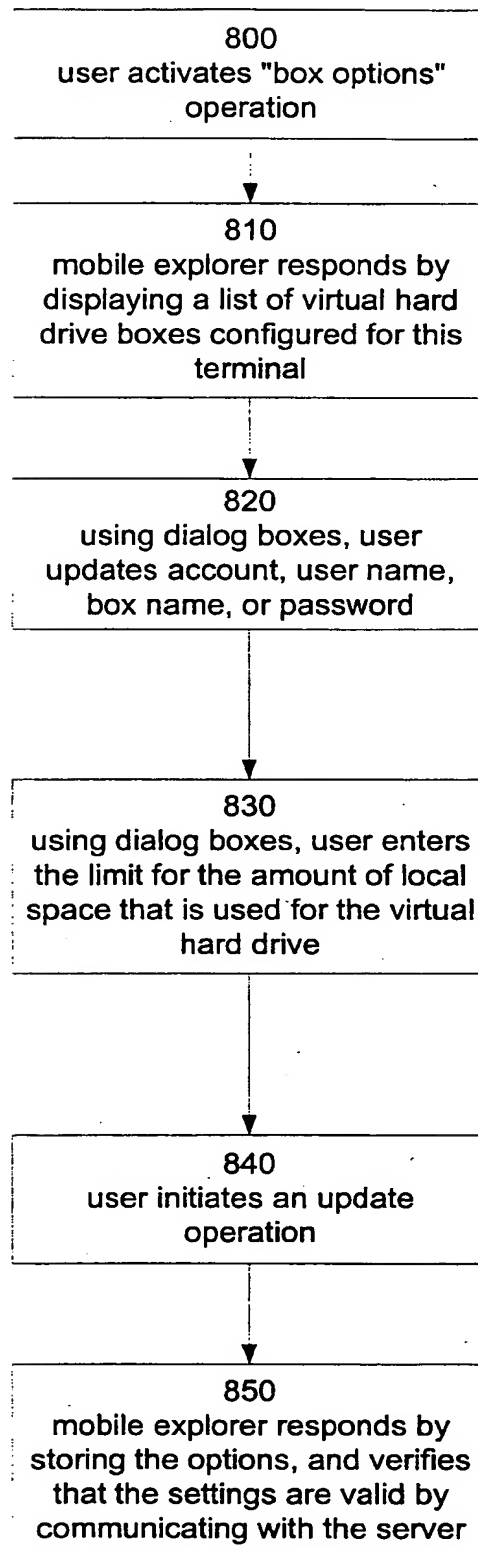 800
user activates "box options"
operation
810
mobile explorer responds by
displaying a list of virtual hard
drive boxes configured for this
terminal
820
using dialog boxes, user
updates account, user name,
box name, or password
830
using dialog boxes, user enters
the limit for the amount of local
space that is used for the virtual
hard drive
840
user initiates an update
operation
850
mobile explorer responds by
storing the options, and verifies
that the settings are valid by
communicating with the server